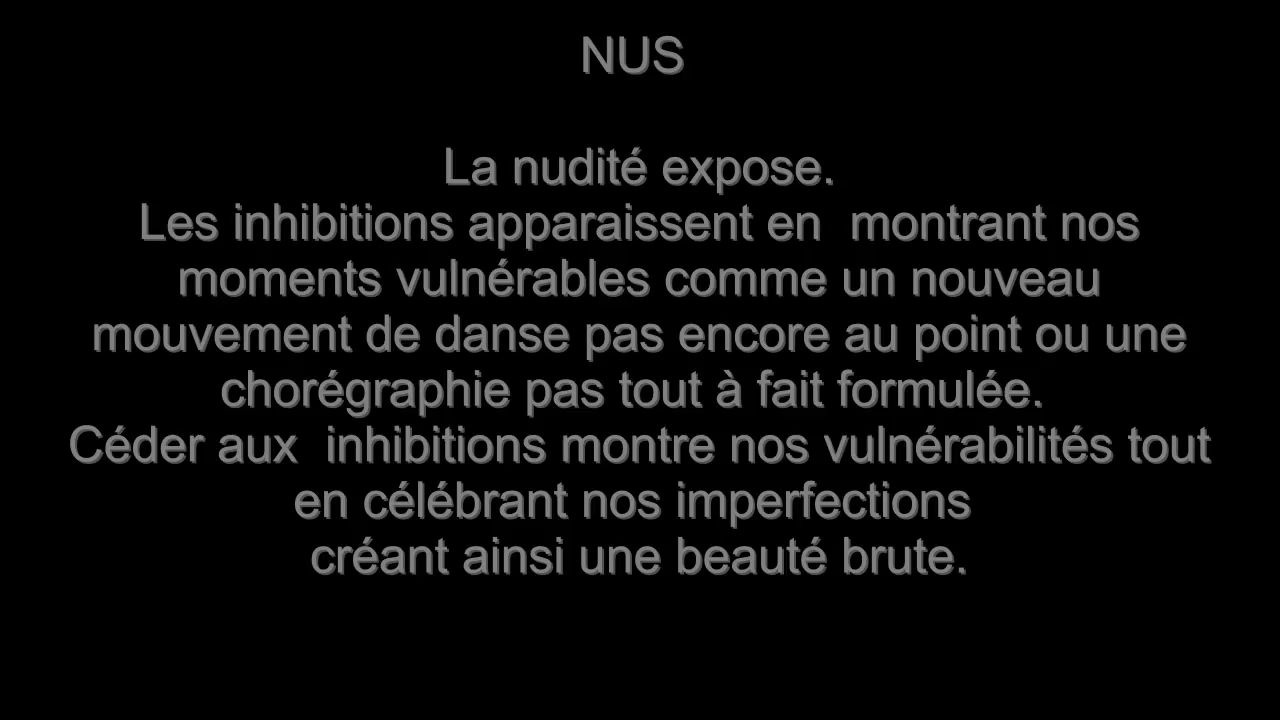 NUS
La nudité expose.
Les inhibitions apparaissent en  montrant nos
moments vulnérables comme un nouveau
mouvement de danse pas encore au point ou une
chorégraphie pas tout à fait formulée.
Céder aux  inhibitions montre nos vulnérabilités tout
en célébrant nos imperfections
créant ainsi une beauté brute.